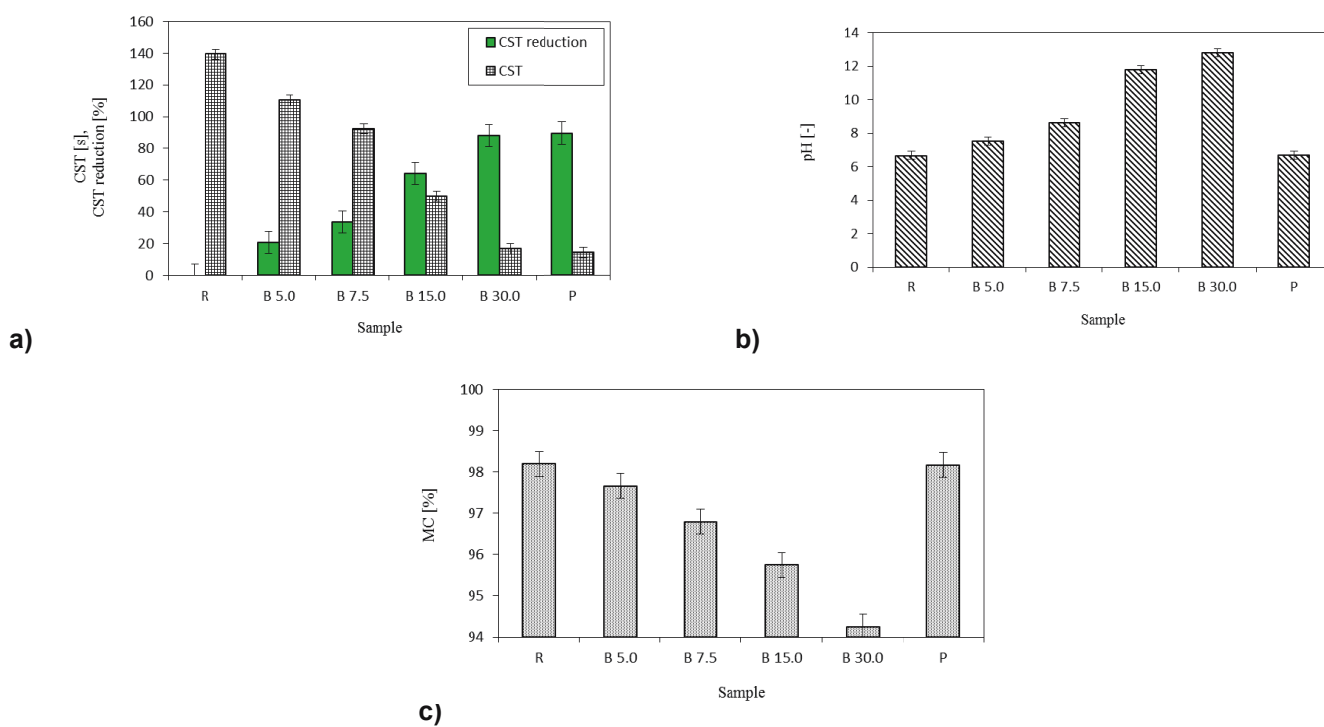 160
140
120
100
80
60
40
20
0
CST [s],
CST reduction [%]
CST reduction
CST
R B 5.0 B 7.5 B 15.0 B 30.0 P
Sample
a)
14
12
10
8
6
4
2
0
pH [-]
R B 5.0 B 7.5 B 15.0 B 30.0 P
Sample
b)
100
99
98
97
96
95
94
MC [%]
R B 5.0 B 7.5 B 15.0 B 30.0 P
Sample
c)